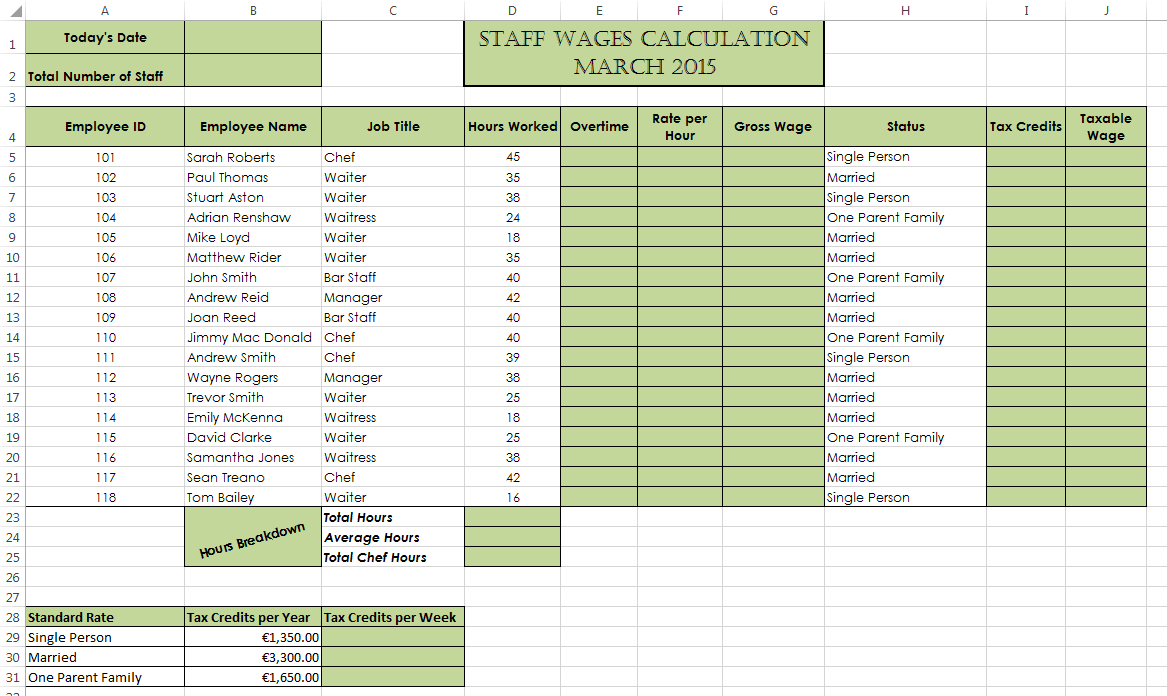 A B C D E F G H I J
1 Today's Date STAFF WAGES CALCULATION
2 Total Number of Staff MARCH 2015
3
4 Employee ID Employee Name Job Title Hours Worked Overtime Rate per Hour Gross Wage Status Tax Credits Taxable Wage
5 101 Sarah Roberts Chef 45 Single Person
6 102 Paul Thomas Waiter 35 Married
7 103 Stuart Aston Waiter 38 Single Person
8 104 Adrian Renshaw Waitress 24 One Parent Family
9 105 Mike Loyd Waiter 18 Married
10 106 Matthew Rider Waiter 35 Married
11 107 John Smith Bar Staff 40 One Parent Family
12 108 Andrew Reid Manager 42 Married
13 109 Joan Reed Bar Staff 40 Married
14 110 Jimmy Mac Donald Chef 40 One Parent Family
15 111 Andrew Smith Chef 39 Single Person
16 112 Wayne Rogers Manager 38 Married
17 113 Trevor Smith Waiter 25 Married
18 114 Emily McKenna Waitress 18 Married
19 115 David Clarke Waiter 25 One Parent Family
20 116 Samantha Jones Waitress 38 Married
21 117 Sean Treano Chef 42 Married
22 118 Tom Bailey Waiter 16 Single Person
23 Total Hours
24 Hours Breakdown Average Hours
25 Total Chef Hours
26
27
28 Standard Rate Tax Credits per Year Tax Credits per Week
29 Single Person €1,350.00
30 Married €3,300.00
31 One Parent Family €1,650.00